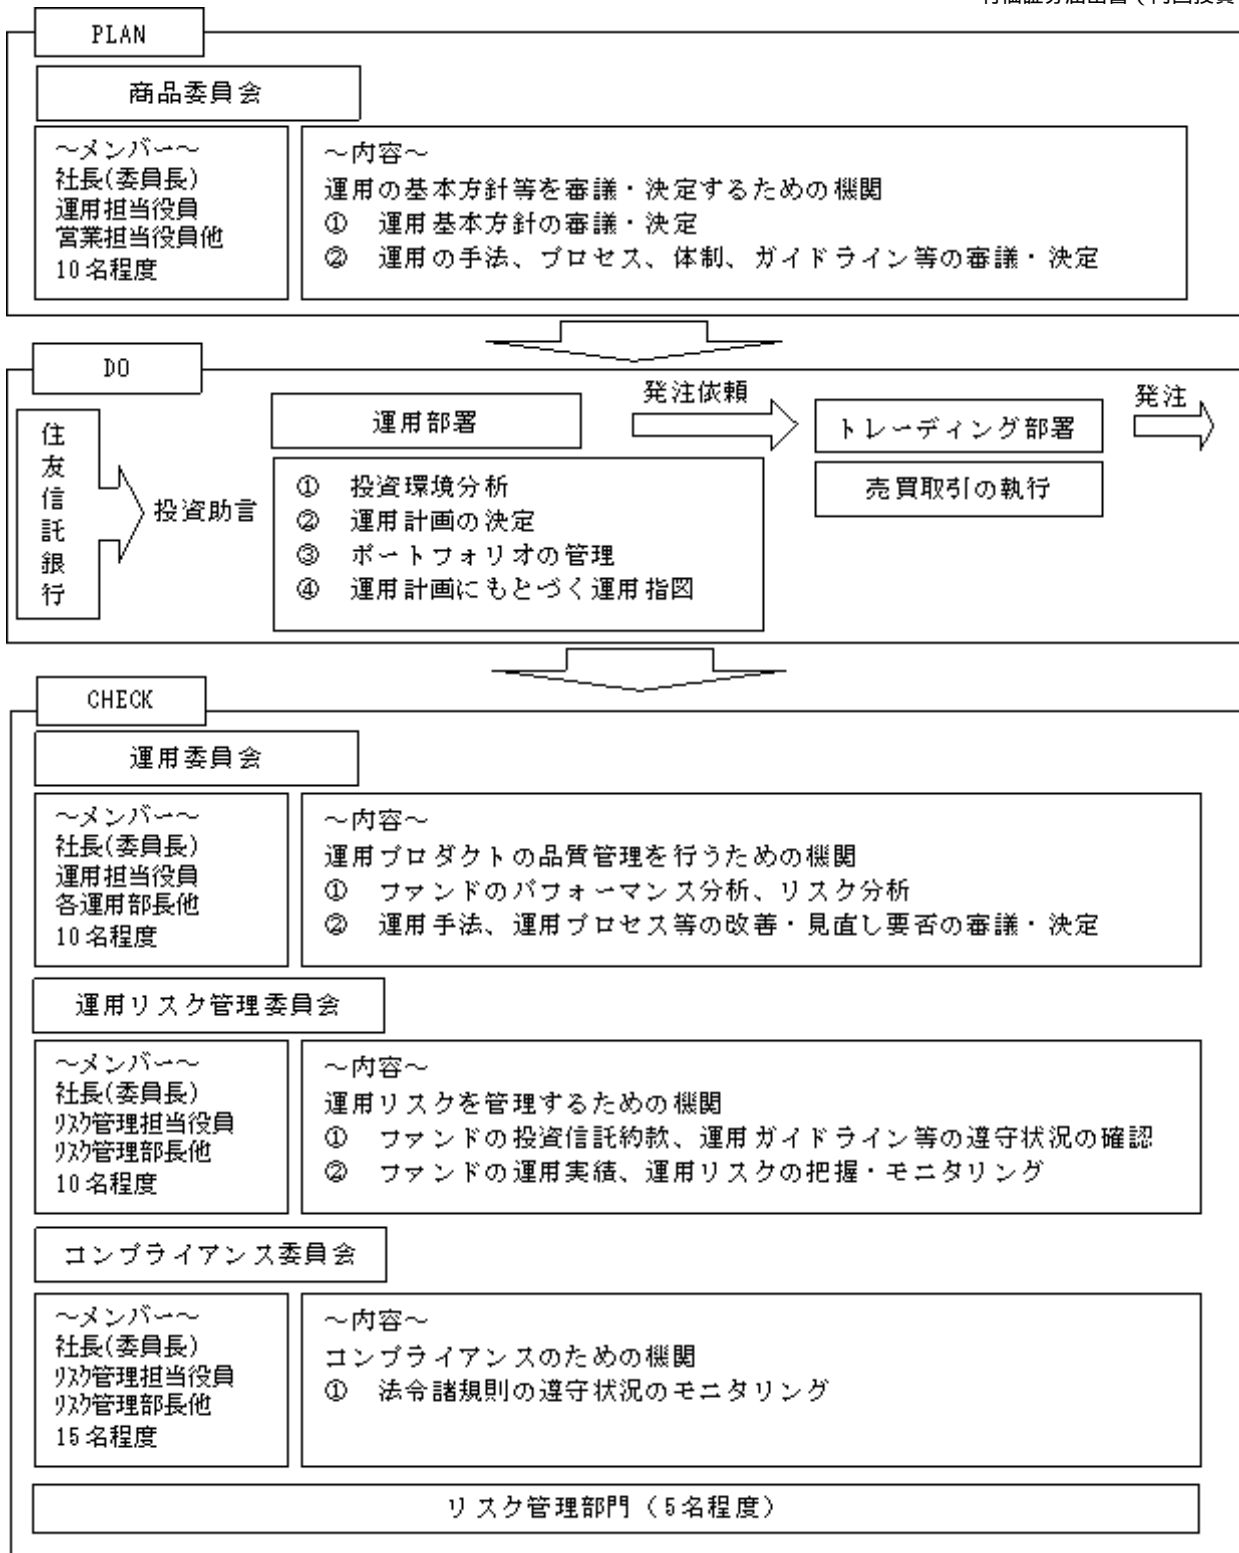 PLAN
商品委員会
～メンバー～
社長(委員長)
運用担当役員
営業担当役員他
10名程度
～内容～
運用の基本方針等を審議・決定するための機関
① 運用基本方針の審議・決定
② 運用の手法、プロセス、体制、ガイドライン等の審議・決定
DO
住友信託銀行
投資助言
運用部署
① 投資環境分析
② 運用計画の決定
③ ポートフォリオの管理
④ 運用計画にもとづく運用指図
発注依頼
トレーディング部署
売買取引の執行
発注
CHECK
運用委員会
～メンバー～
社長(委員長)
運用担当役員
各運用部長他
10名程度
～内容～
運用プロダクトの品質管理を行うための機関
① ファンドのパフォーマンス分析、リスク分析
② 運用手法、運用プロセス等の改善・見直し要否の審議・決定
運用リスク管理委員会
～メンバー～
社長(委員長)
ﾘｽｸ管理担当役員
ﾘｽｸ管理部長他
10名程度
～内容～
運用リスクを管理するための機関
① ファンドの投資信託約款、運用ガイドライン等の遵守状況の確認
② ファンドの運用実績、運用リスクの把握・モニタリング
コンプライアンス委員会
～メンバー～
社長(委員長)
ﾘｽｸ管理担当役員
ﾘｽｸ管理部長他
15名程度
～内容～
コンプライアンスのための機関
① 法令諸規則の遵守状況のモニタリング
リスク管理部門（5名程度）